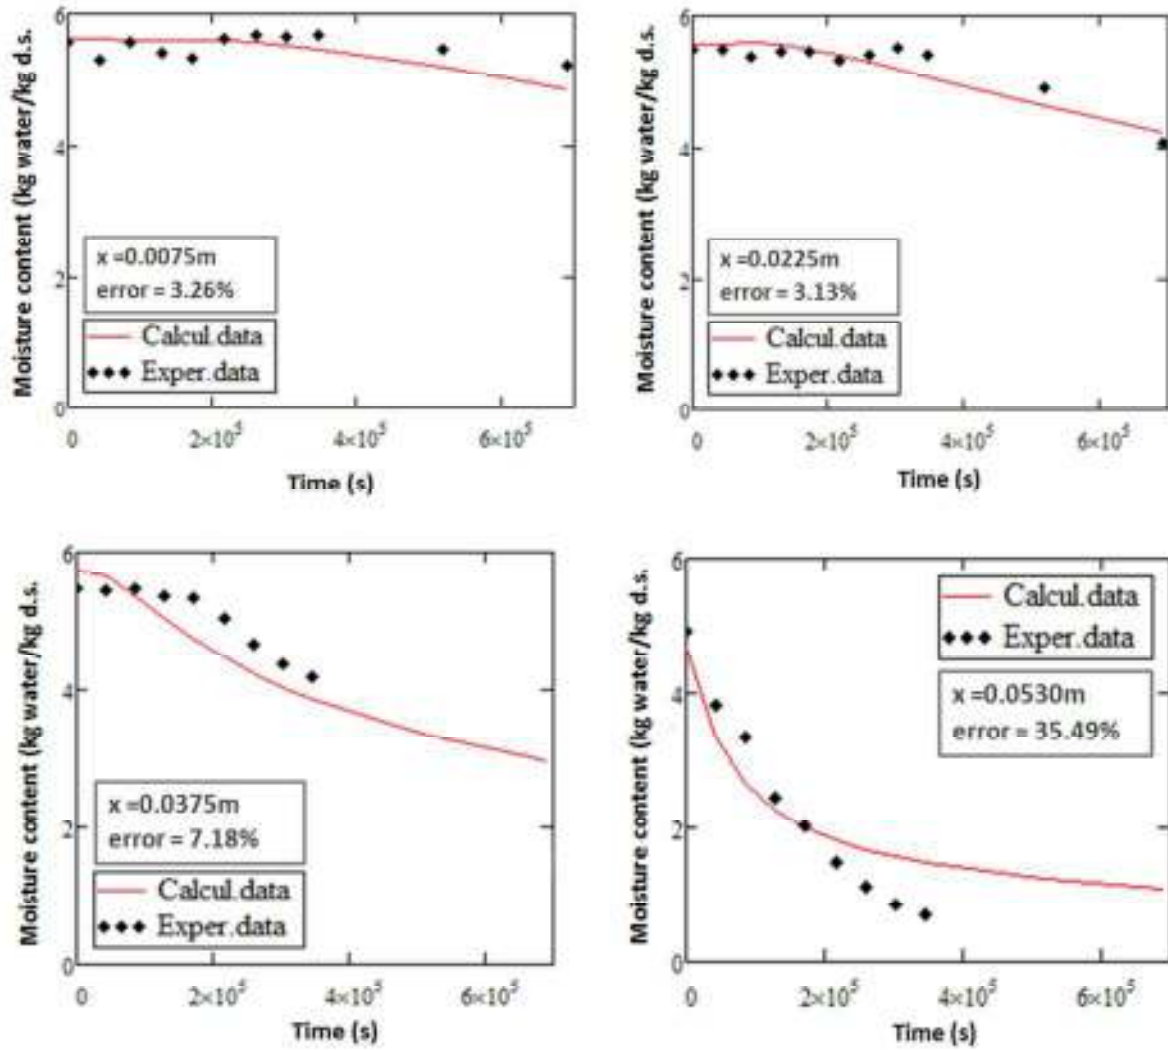 6
4
2
0
Moisture content (kg water/kg d.s.
x =0.0075m
error = 3.26%
Calcul.data
Exper.data
0 2×10⁵ 4×10⁵ 6×10⁵
Time (s)
6
4
2
0
Moisture content (kg water/kg d.s.
x =0.0225m
error = 3.13%
Calcul.data
Exper.data
0 2×10⁵ 4×10⁵ 6×10⁵
Time (s)
6
4
2
0
Moisture content (kg water/kg d.s.
x =0.0375m
error = 7.18%
Calcul.data
Exper.data
0 2×10⁵ 4×10⁵ 6×10⁵
Time (s)
6
4
2
0
Moisture content (kg water/kg d.s.
Calcul.data
Exper.data
x =0.0530m
error = 35.49%
0 2×10⁵ 4×10⁵ 6×10⁵
Time (s)